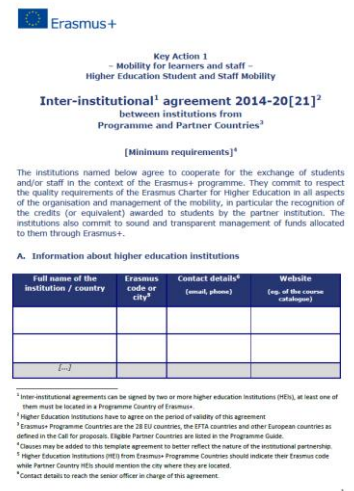 Erasmus+
Key Action 1
– Mobility for learners and staff –
Higher Education Student and Staff Mobility
Inter-institutional¹ agreement 2014-20[21]²
between institutions from
Programme and Partner Countries³
[Minimum requirements]⁴
The institutions named below agree to cooperate for the exchange of students
and/or staff in the context of the Erasmus+ programme. They commit to respect
the quality requirements of the Erasmus Charter for Higher Education in all aspects
of the organisation and management of the mobility, in particular the recognition of
the credits (or equivalent) awarded to students by the partner institution. The
institutions also commit to sound and transparent management of funds allocated
to them through Erasmus+.
A. Information about higher education institutions
Full name of the institution / country
Erasmus code or city⁵
Contact details⁶ (email, phone)
Website (eg. of the course catalogue)
[...]
¹ Inter-institutional agreements can be signed by two or more higher education institutions (HEIs), at least one of
them must be located in a Programme Country of Erasmus+.
² Higher Education Institutions have to agree on the period of validity of this agreement
³ Erasmus+ Programme Countries are the 28 EU countries, the EFTA countries and other European countries as
defined in the Call for proposals. Eligible Partner Countries are listed in the Programme Guide.
⁴ Clauses may be added to this template agreement to better reflect the nature of the institutional partnership.
⁵ Higher Education Institutions (HEI) from Erasmus+ Programme Countries should indicate their Erasmus code
while Partner Country HEIs should mention the city where they are located.
⁶ Contact details to reach the senior officer in charge of this agreement.